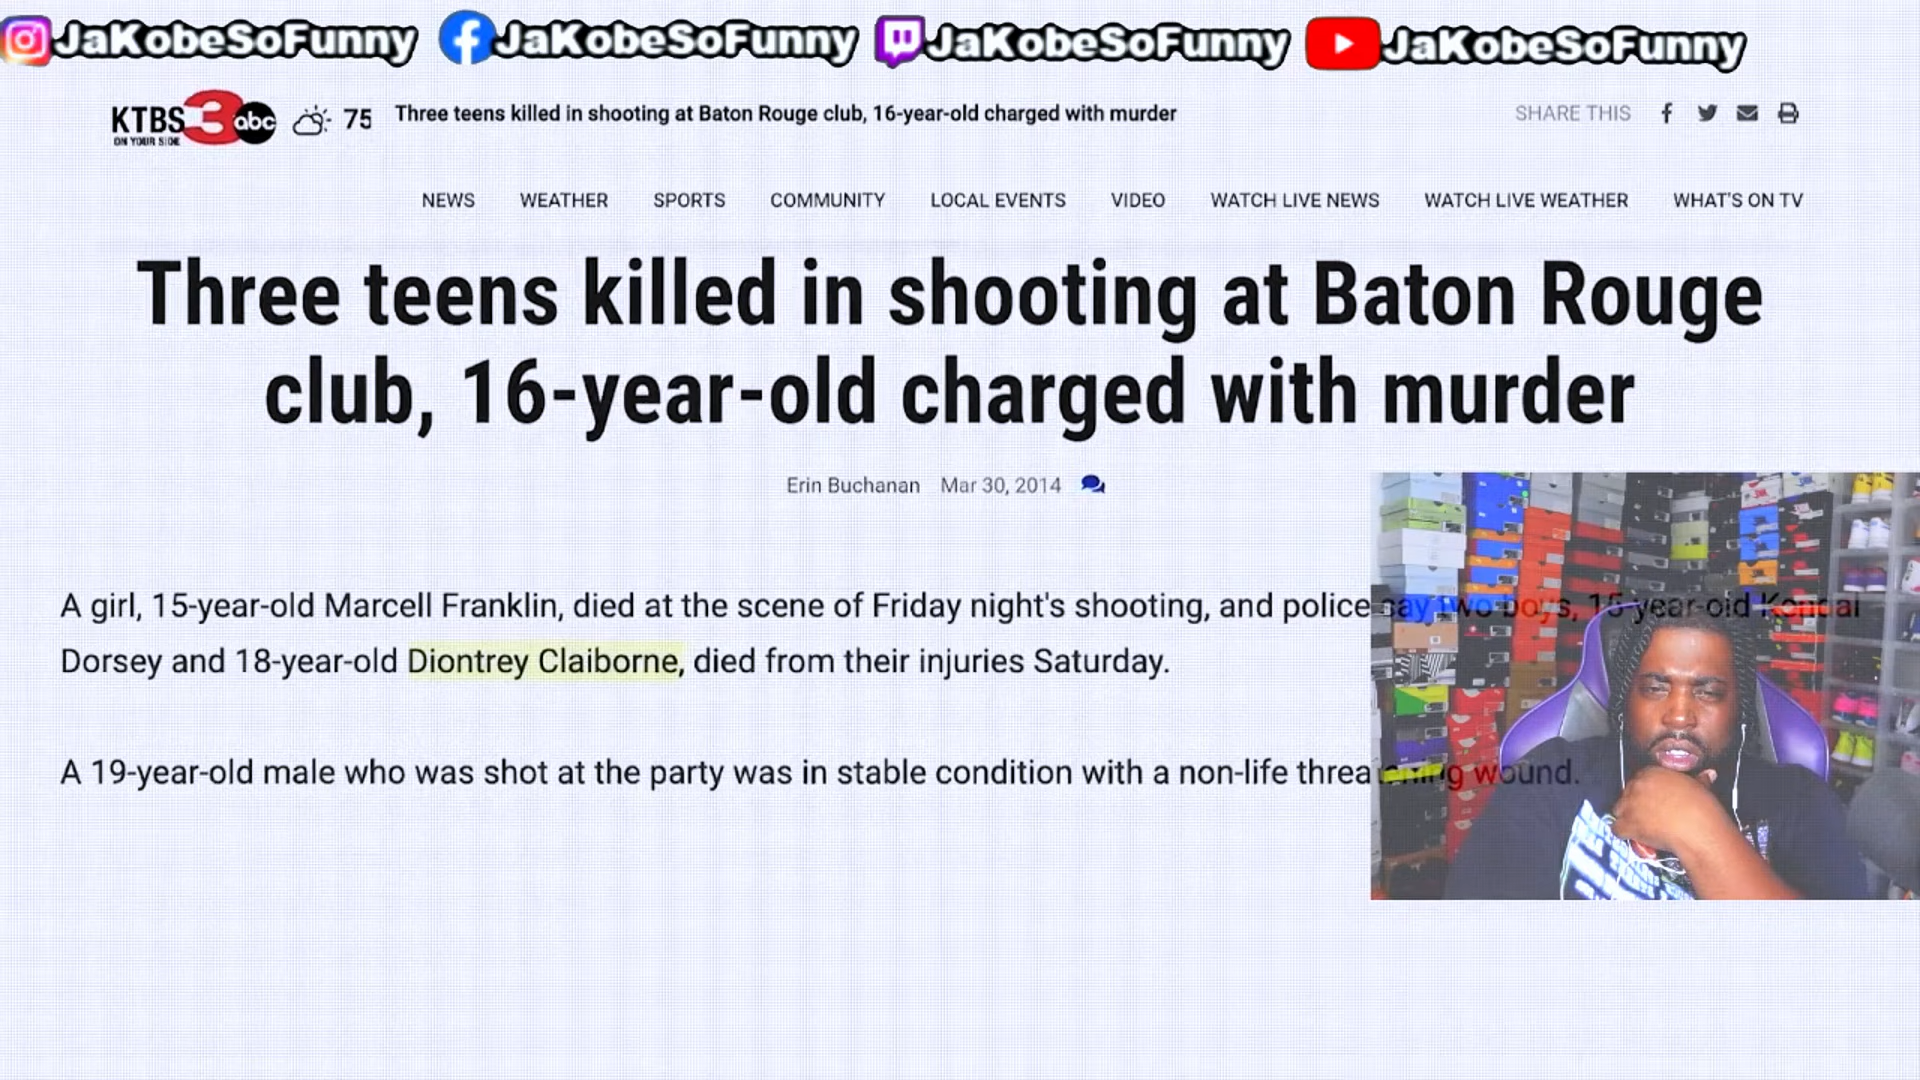 JaKobeSoFunny JaKobeSoFunny JaKobeSoFunny JaKobeSoFunny
KTBS 3 abc 75 Three teens killed in shooting at Baton Rouge club, 16-year-old charged with murder SHARE THIS
ON YOUR SIDE
NEWS WEATHER SPORTS COMMUNITY LOCAL EVENTS VIDEO WATCH LIVE NEWS WATCH LIVE WEATHER WHAT'S ON TV
Three teens killed in shooting at Baton Rouge
club, 16-year-old charged with murder
Erin Buchanan Mar 30, 2014
A girl, 15-year-old Marcell Franklin, died at the scene of Friday night's shooting, and police say two boys, 15-year-old Kendal
Dorsey and 18-year-old Diontrey Claiborne, died from their injuries Saturday.
A 19-year-old male who was shot at the party was in stable condition with a non-life threatening wound.